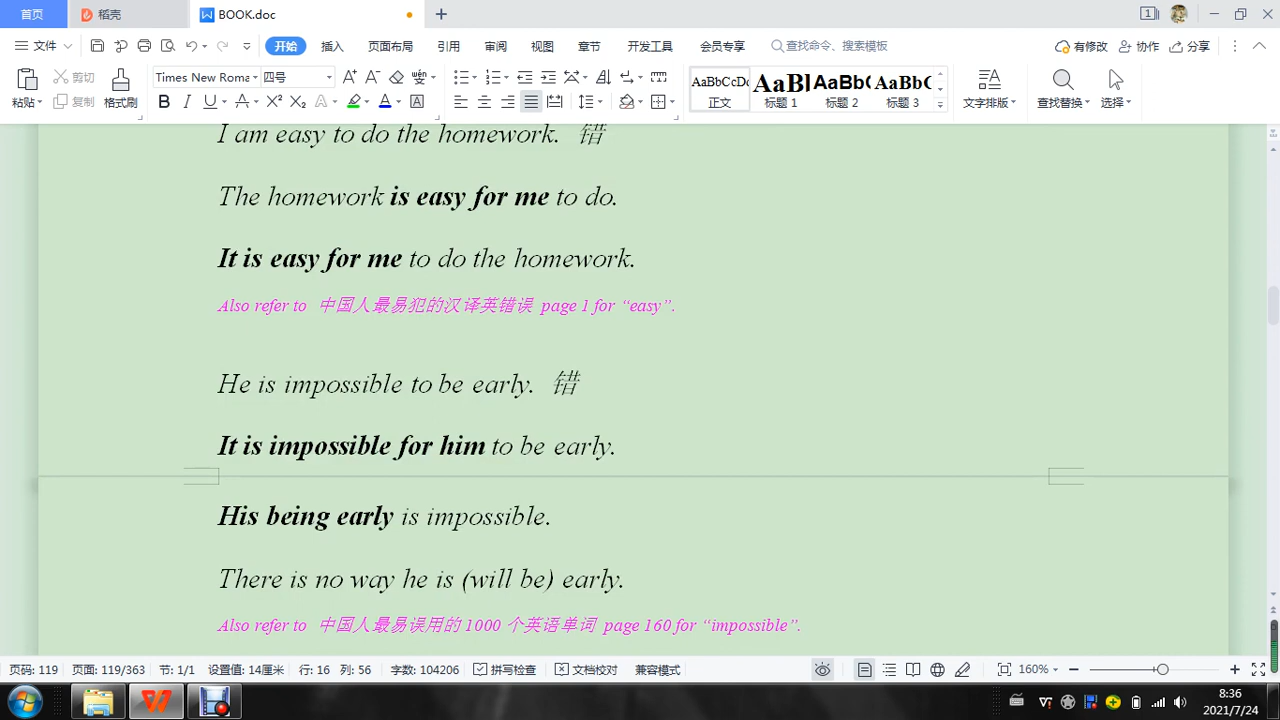 首页 稻壳 BOOK.doc
文件 开始 插入 页面布局 引用 审阅 视图 章节 开发工具 会员专享 查找命令、搜索模板 有修改 协作 分享
粘贴 剪切 复制 格式刷 Times New Roma 四号 B I U A X² X₂ A A A AaBbCcDd 正文 AaBl 标题 1 AaBb( 标题 2 AaBbC( 标题 3 文字排版 查找替换 选择
I am easy to do the homework. 错
The homework is easy for me to do.
It is easy for me to do the homework.
Also refer to 中国人最易犯的汉译英错误 page 1 for “easy”.
He is impossible to be early. 错
It is impossible for him to be early.
His being early is impossible.
There is no way he is (will be) early.
Also refer to 中国人最易误用的 1000 个英语单词 page 160 for “impossible”.
页码: 119 页面: 119/363 节: 1/1 设置值: 14厘米 行: 16 列: 56 字数: 104206 拼写检查 文档校对 兼容模式 160%
8:36
2021/7/24